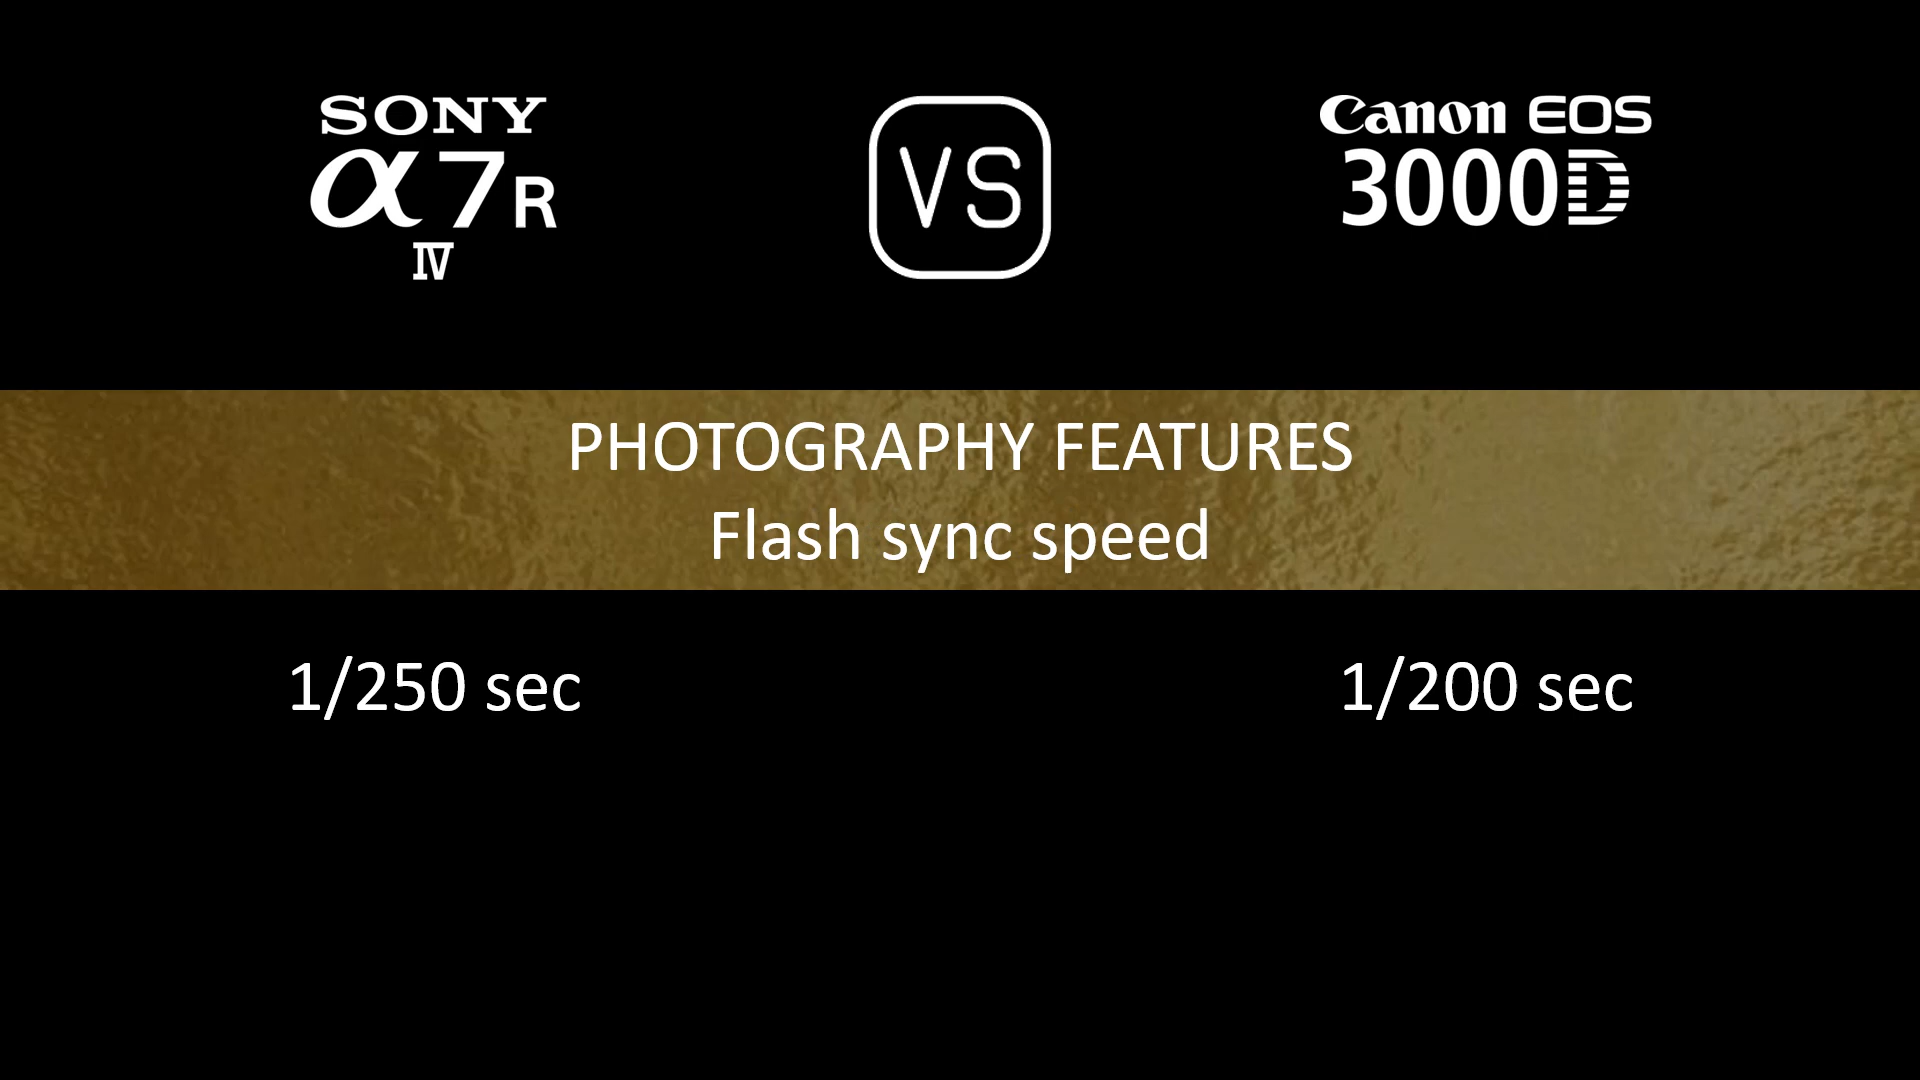 SONY
α7R
IV
VS
Canon EOS
3000D
PHOTOGRAPHY FEATURES
Flash sync speed
1/250 sec
1/200 sec